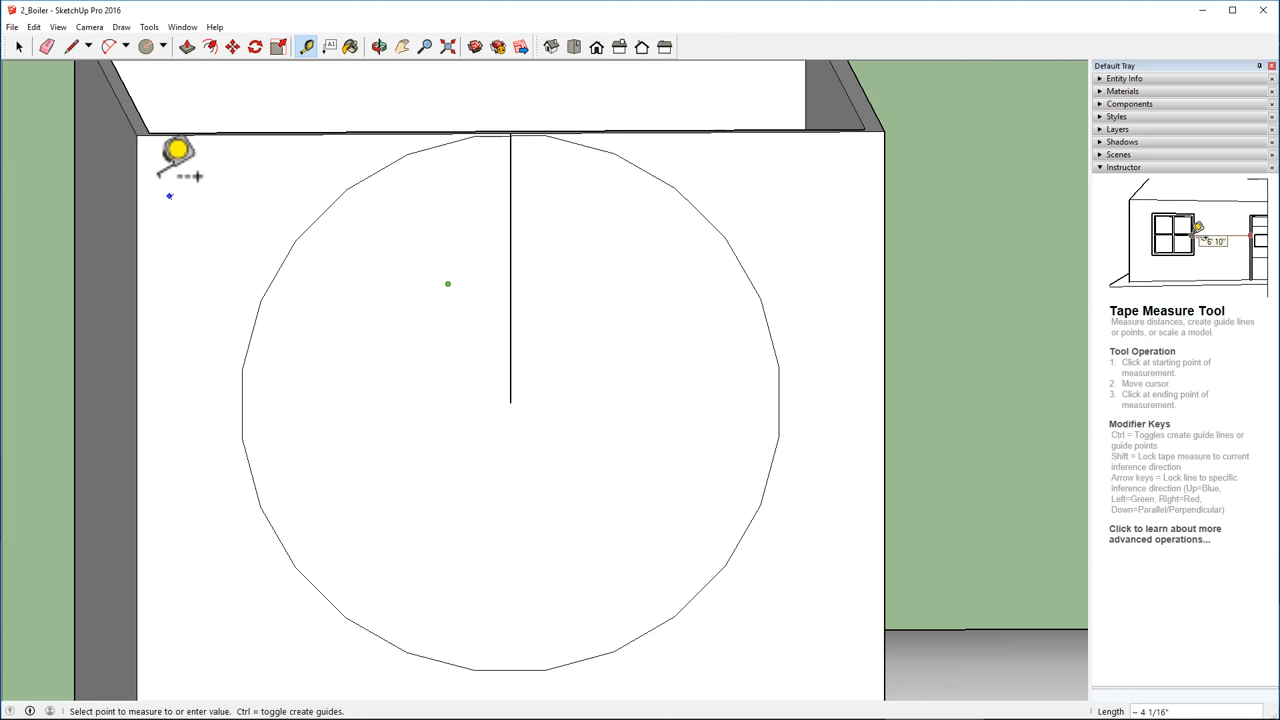 2_Boiler - SketchUp Pro 2016
File Edit View Camera Draw Tools Window Help
A1
Default Tray
Entity Info
Materials
Components
Styles
Layers
Shadows
Scenes
Instructor
6' 10"
Tape Measure Tool
Measure distances, create guide lines
or points, or scale a model.
Tool Operation
1. Click at starting point of
measurement.
2. Move cursor.
3. Click at ending point of
measurement.
Modifier Keys
Ctrl = Toggles create guide lines or
guide points
Shift = Lock tape measure to current
inference direction
Arrow keys = Lock line to specific
inference direction (Up=Blue,
Left=Green, Right=Red,
Down=Parallel/Perpendicular)
Click to learn about more
advanced operations...
Select point to measure to or enter value. Ctrl = toggle create guides.
Length ~ 4 1/16"